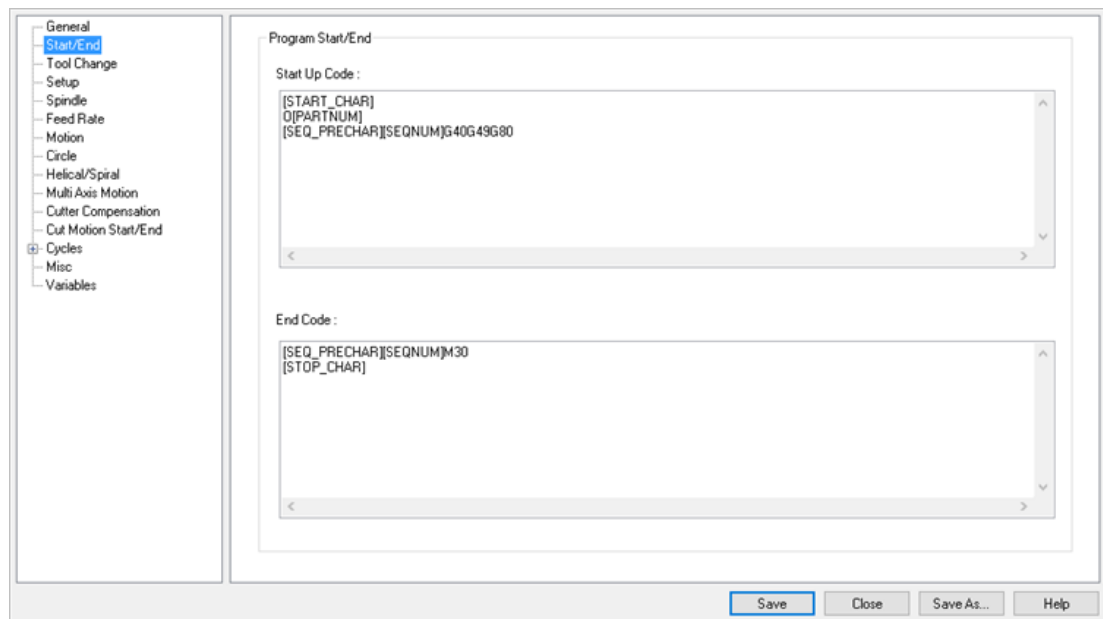 General
Start/End
Tool Change
Setup
Spindle
Feed Rate
Motion
Circle
Helical/Spiral
Multi Axis Motion
Cutter Compensation
Cut Motion Start/End
Cycles
Misc
Variables
Program Start/End
Start Up Code :
[START_CHAR]
O[PARTNUM]
[SEQ_PRECHAR][SEQNUM]G40G49G80
End Code :
[SEQ_PRECHAR][SEQNUM]M30
[STOP_CHAR]
Save Close Save As... Help